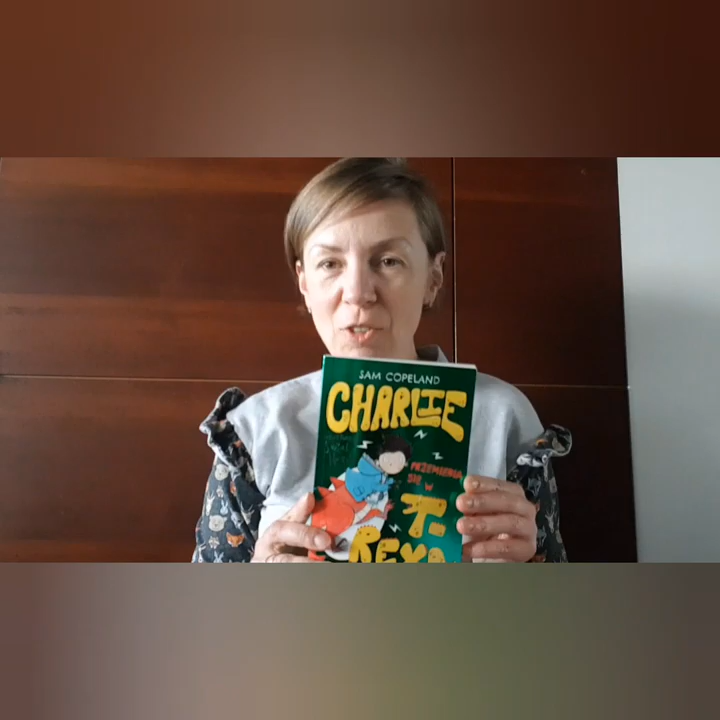 SAM COPELAND
CHARLIE
PRZEMIENIA
SIĘ W
T-
REXA